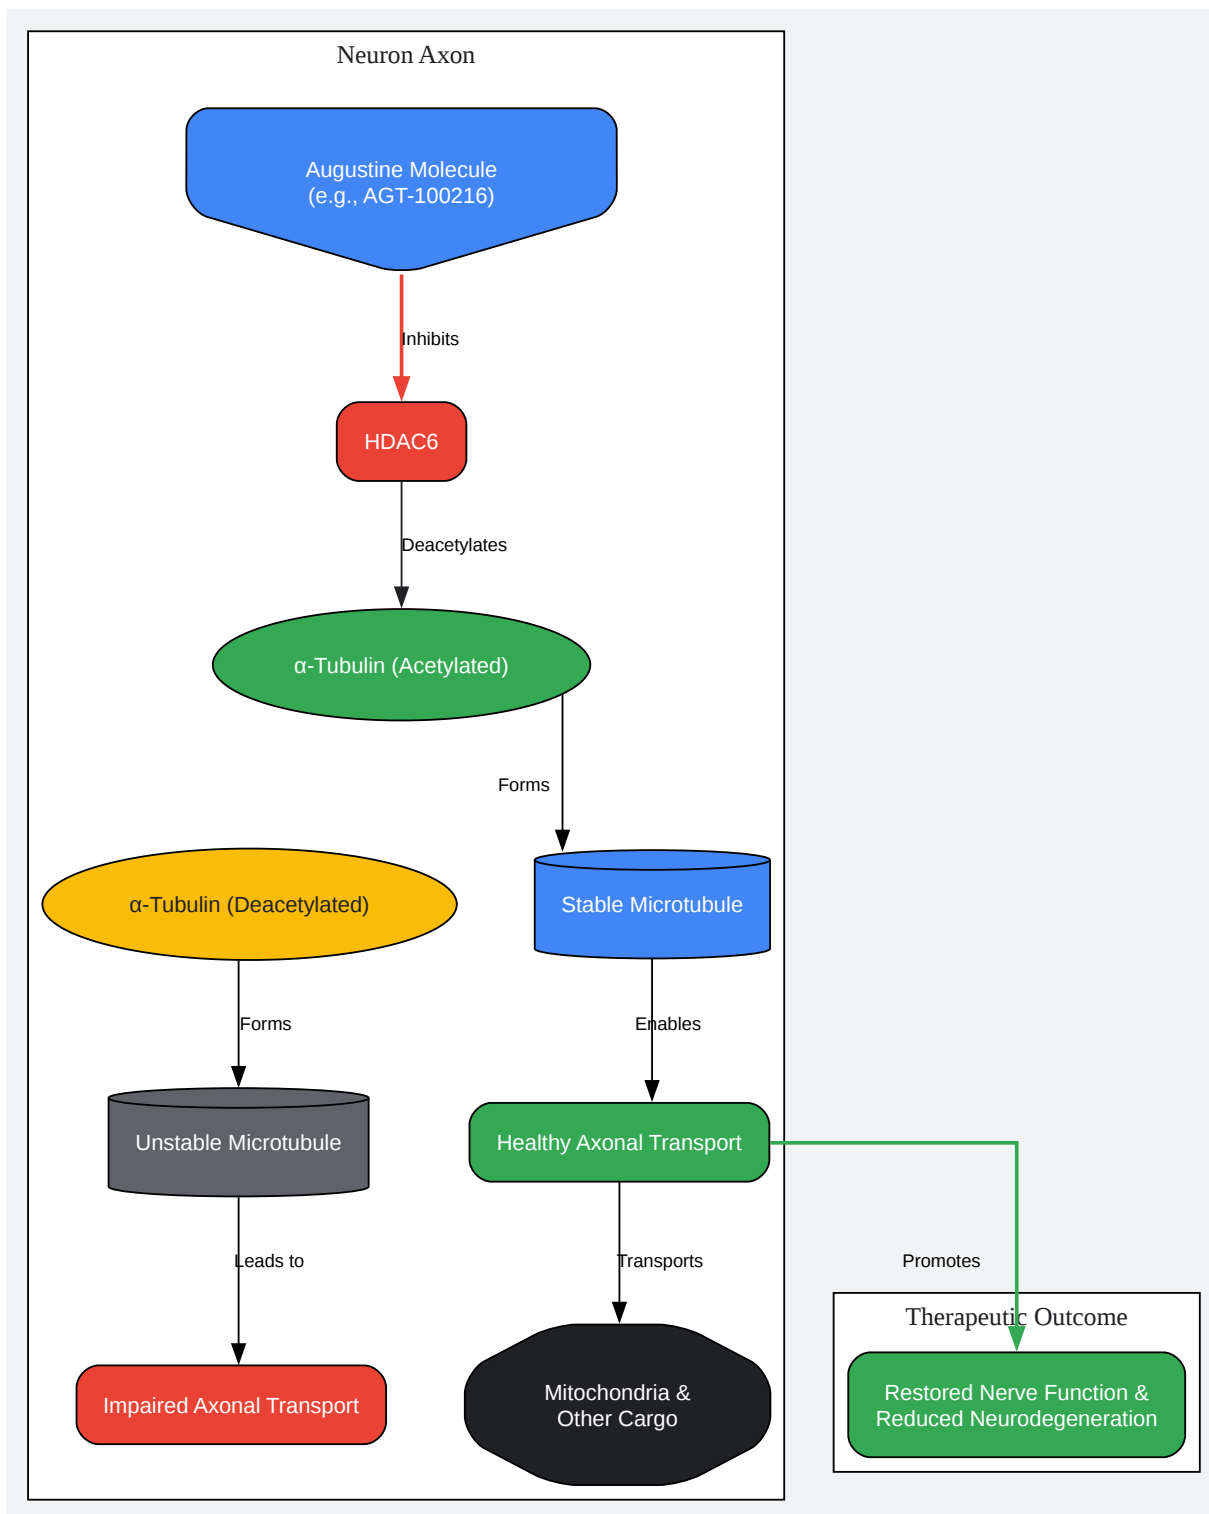 Neuron Axon
Augustine Molecule
(e.g., AGT-100216)
Inhibits
HDAC6
Deacetylates
α-Tubulin (Acetylated)
Forms
α-Tubulin (Deacetylated)
Stable Microtubule
Forms
Enables
Unstable Microtubule
Healthy Axonal Transport
Leads to
Transports
Promotes
Therapeutic Outcome
Impaired Axonal Transport
Mitochondria &
Other Cargo
Restored Nerve Function &
Reduced Neurodegeneration